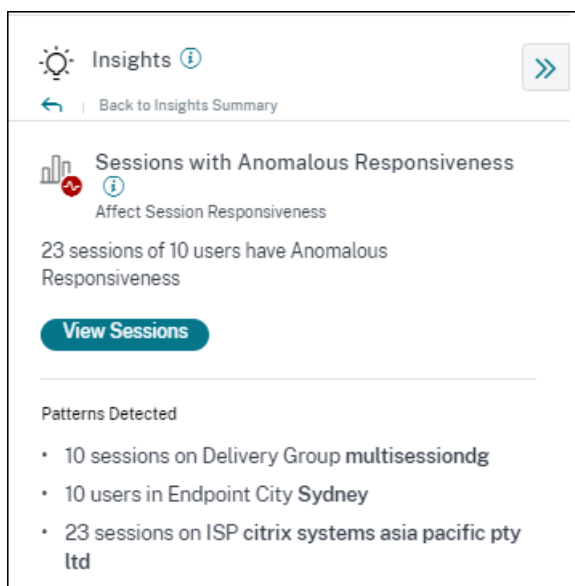 Insights
Back to Insights Summary
Sessions with Anomalous Responsiveness
Affect Session Responsiveness
23 sessions of 10 users have Anomalous
Responsiveness
View Sessions
Patterns Detected
• 10 sessions on Delivery Group multisessiondg
• 10 users in Endpoint City Sydney
• 23 sessions on ISP citrix systems asia pacific pty
ltd